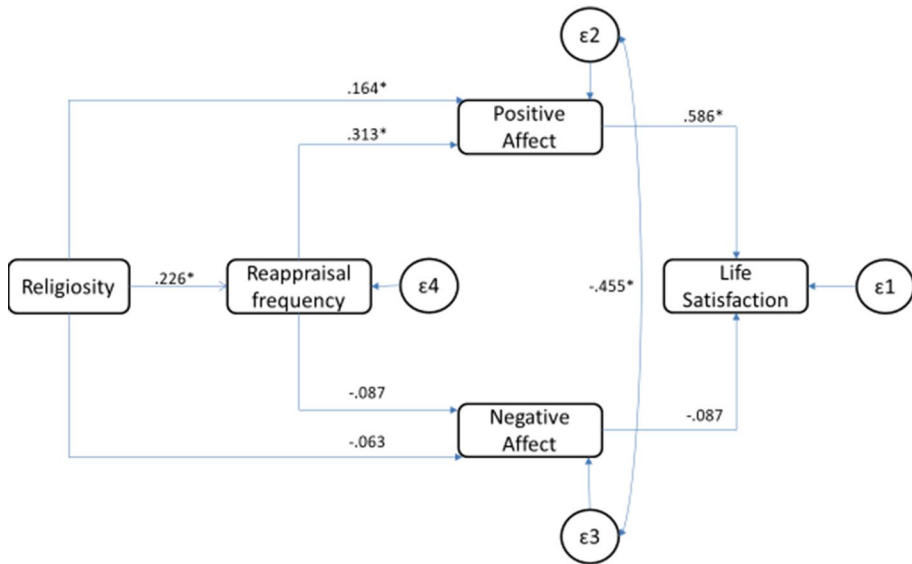 ε2
.164*
Positive
Affect
.586*
.313*
Religiosity
.226*
Reappraisal
frequency
ε4
-.455*
Life
Satisfaction
ε1
-.087
Negative
Affect
-.087
-.063
ε3